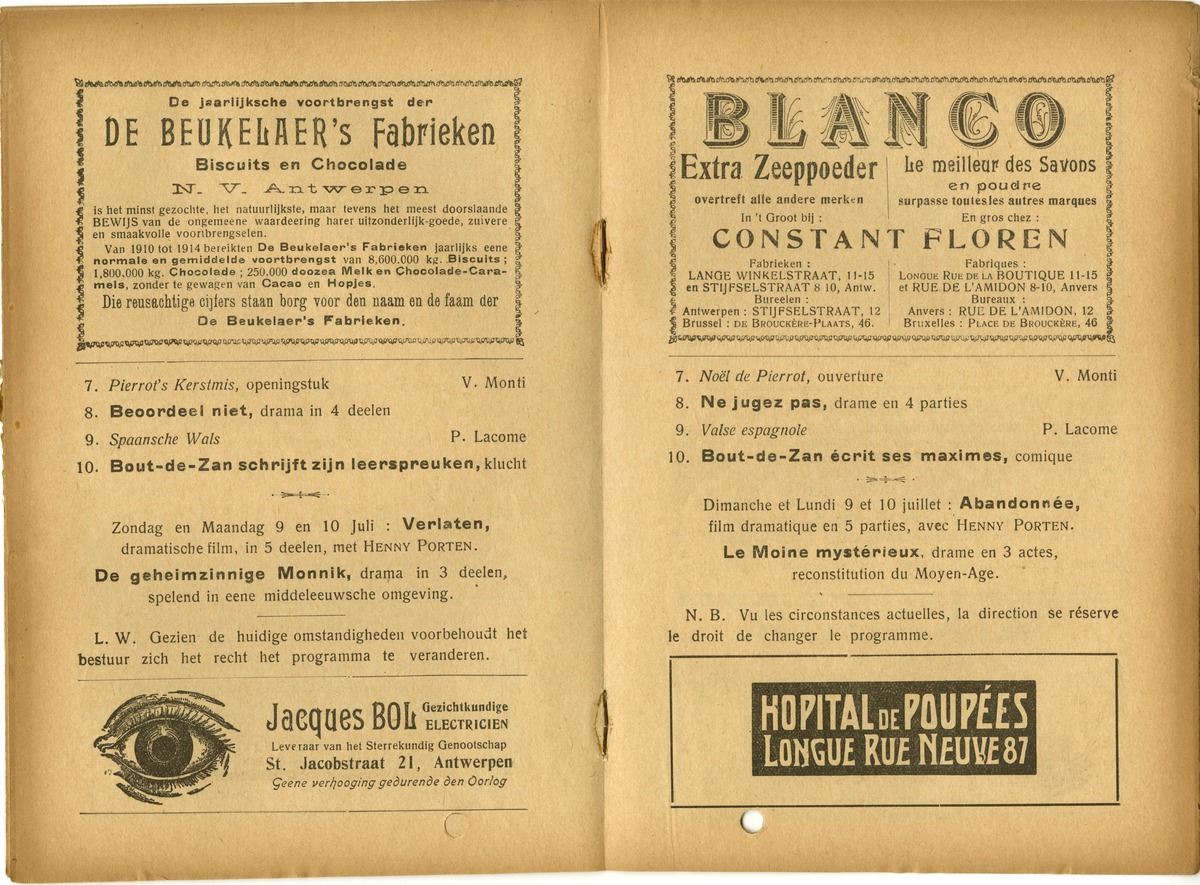 De jaarlijksche voortbrengst der
DE BEUKELAER's Fabrieken
Biscuits en Chocolade
N. V. Antwerpen
is het minst gezochte, het natuurlijkste, maar tevens het meest doorslaande
BEWIJS van de ongemeene waardeering harer uitzonderlijk-goede, zuivere
en smaakvolle voortbrengselen.
Van 1910 tot 1914 bereikten De Beukelaer's Fabrieken jaarlijks eene
normale en gemiddelde voortbrengst van 8,600.000 kg. Biscuits ;
1,800.000 kg. Chocolade ; 250.000 doozea Melk en Chocolade-Cara-
mels, zonder te gewagen van Cacao en Hopjes.
Die reusachtige cijfers staan borg voor den naam en de faam der
De Beukelaer's Fabrieken.
7. Pierrot's Kerstmis, openingstuk V. Monti
8. Beoordeel niet, drama in 4 deelen
9. Spaansche Wals P. Lacome
10. Bout-de-Zan schrijft zijn leerspreuken, klucht
Zondag en Maandag 9 en 10 Juli : Verlaten,
dramatische film, in 5 deelen, met HENNY PORTEN.
De geheimzinnige Monnik, drama in 3 deelen,
spelend in eene middeleeuwsche omgeving.
L. W. Gezien de huidige omstandigheden voorbehoudt het
bestuur zich het recht het programma te veranderen.
Jacques BOL Gezichtkundige
ELECTRICIEN
Leveraar van het Sterrekundig Genootschap
St. Jacobstraat 21, Antwerpen
Geene verhooging gedurende den Oorlog
BLANCO
Extra Zeeppoeder
overtreft alle andere merken
In 't Groot bij :
Le meilleur des Savons
en poudre
surpasse toutes les autres marques
En gros chez :
CONSTANT FLOREN
Fabrieken :
LANGE WINKELSTRAAT, 11-15
en STIJFSELSTRAAT 8 10, Antw.
Bureelen :
Antwerpen : STIJFSELSTRAAT, 12
Brussel : DE BROUCKÈRE-PLAATS, 46.
Fabriques :
LONGUE RUE DE LA BOUTIQUE 11-15
et RUE DE L'AMIDON 8-10, Anvers
Bureaux :
Anvers : RUE DE L'AMIDON, 12
Bruxelles : PLACE DE BROUCKÈRE, 46
7. Noël de Pierrot, ouverture V. Monti
8. Ne jugez pas, drame en 4 parties
9. Valse espagnole P. Lacome
10. Bout-de-Zan écrit ses maximes, comique
Dimanche et Lundi 9 et 10 juillet : Abandonnée,
film dramatique en 5 parties, avec HENNY PORTEN.
Le Moine mystérieux, drame en 3 actes,
reconstitution du Moyen-Age.
N. B. Vu les circonstances actuelles, la direction se réserve
le droit de changer le programme.
HOPITAL DE POUPÉES
LONGUE RUE NEUVE 87